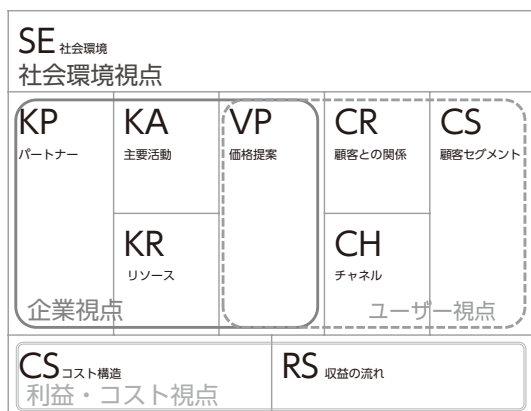 SE 社会環境
社会環境視点
KP
パートナー
KA
主要活動
VP
価格提案
CR
顧客との関係
CS
顧客セグメント
KR
リソース
CH
チャネル
企業視点
ユーザー視点
CS コスト構造
利益・コスト視点
RS 収益の流れ